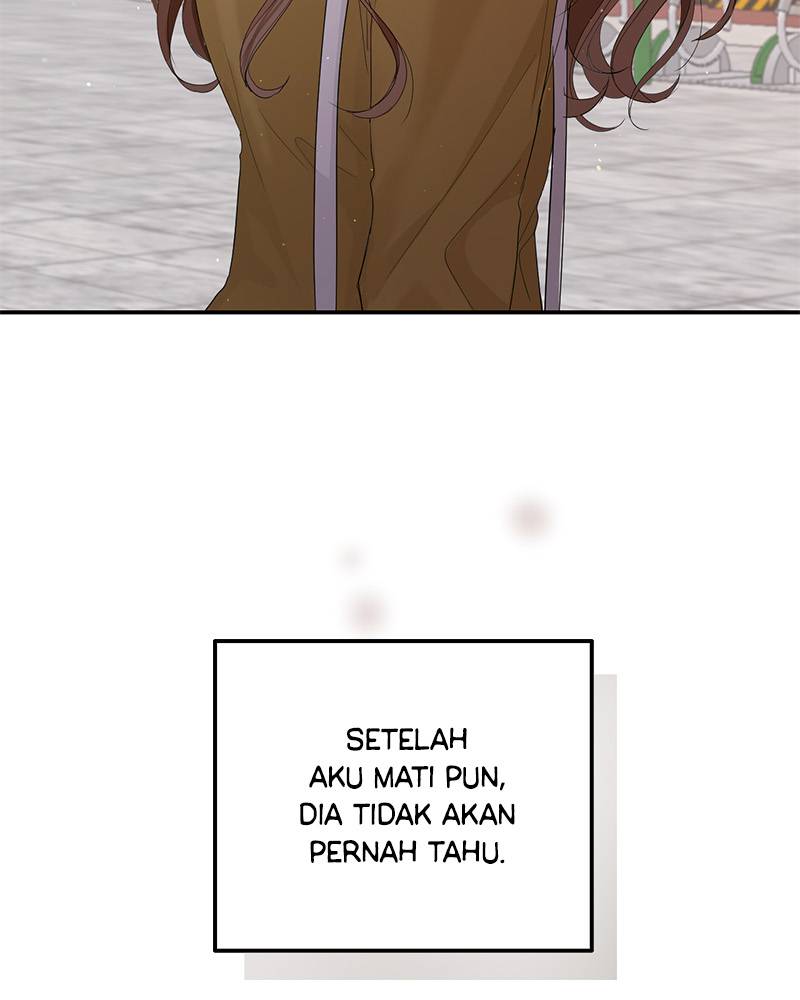 SETELAH
AKU MATI PUN,
DIA TIDAK AKAN
PERNAH TAHU.